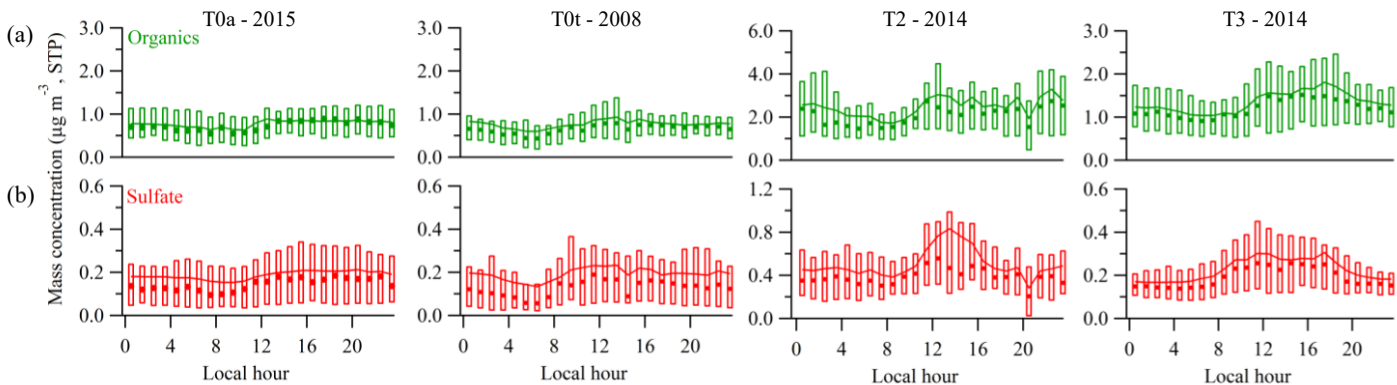 T0a - 2015 T0t - 2008 T2 - 2014 T3 - 2014
(a) Organics
3.0 3.0 6.0 3.0
2.0 2.0 4.0 2.0
1.0 1.0 2.0 1.0
0.0 0.0 0.0 0.0
Mass concentration (µg m⁻³, STP)
(b) Sulfate
0.6 0.6 1.2 0.6
0.4 0.4 0.8 0.4
0.2 0.2 0.4 0.2
0.0 0.0 0.0 0.0
0 4 8 12 16 20 0 4 8 12 16 20 0 4 8 12 16 20 0 4 8 12 16 20
Local hour Local hour Local hour Local hour